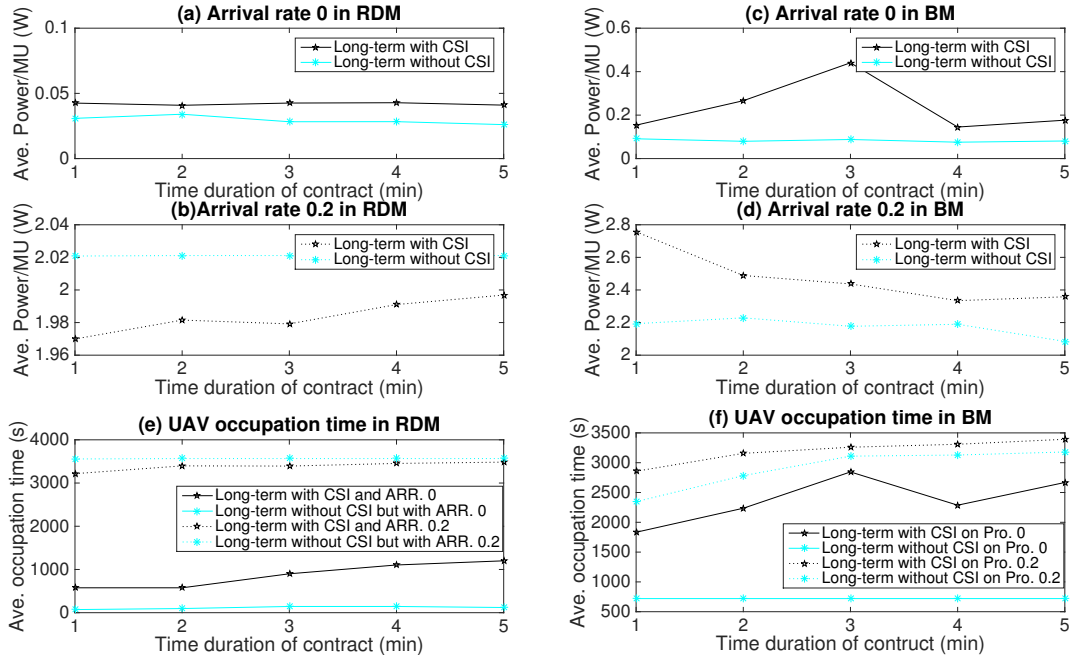 (a) Arrival rate 0 in RDM
Ave. Power/MU (W)
0.1
0.05
0
Long-term with CSI
Long-term without CSI
1 2 3 4 5
Time duration of contract (min)
(c) Arrival rate 0 in BM
Ave. Power/MU (W)
0.6
0.4
0.2
0
Long-term with CSI
Long-term without CSI
1 2 3 4 5
Time duration of contract (min)
(b)Arrival rate 0.2 in RDM
Ave. Power/MU (W)
2.04
2.02
2
1.98
1.96
Long-term with CSI
Long-term without CSI
1 2 3 4 5
Time duration of contract (min)
(d) Arrival rate 0.2 in BM
Ave. Power/MU (W)
2.8
2.6
2.4
2.2
2
Long-term with CSI
Long-term without CSI
1 2 3 4 5
Time duration of contract (min)
(e) UAV occupation time in RDM
Ave. occupation time (s)
4000
3000
2000
1000
0
Long-term with CSI and ARR. 0
Long-term without CSI but with ARR. 0
Long-term with CSI and ARR. 0.2
Long-term without CSI but with ARR. 0.2
1 2 3 4 5
Time duration of contract (min)
(f) UAV occupation time in BM
Ave. occupation time (s)
3500
3000
2500
2000
1500
1000
500
Long-term with CSI on Pro. 0
Long-term without CSI on Pro. 0
Long-term with CSI on Pro. 0.2
Long-term without CSI on Pro. 0.2
1 2 3 4 5
Time duration of contract (min)